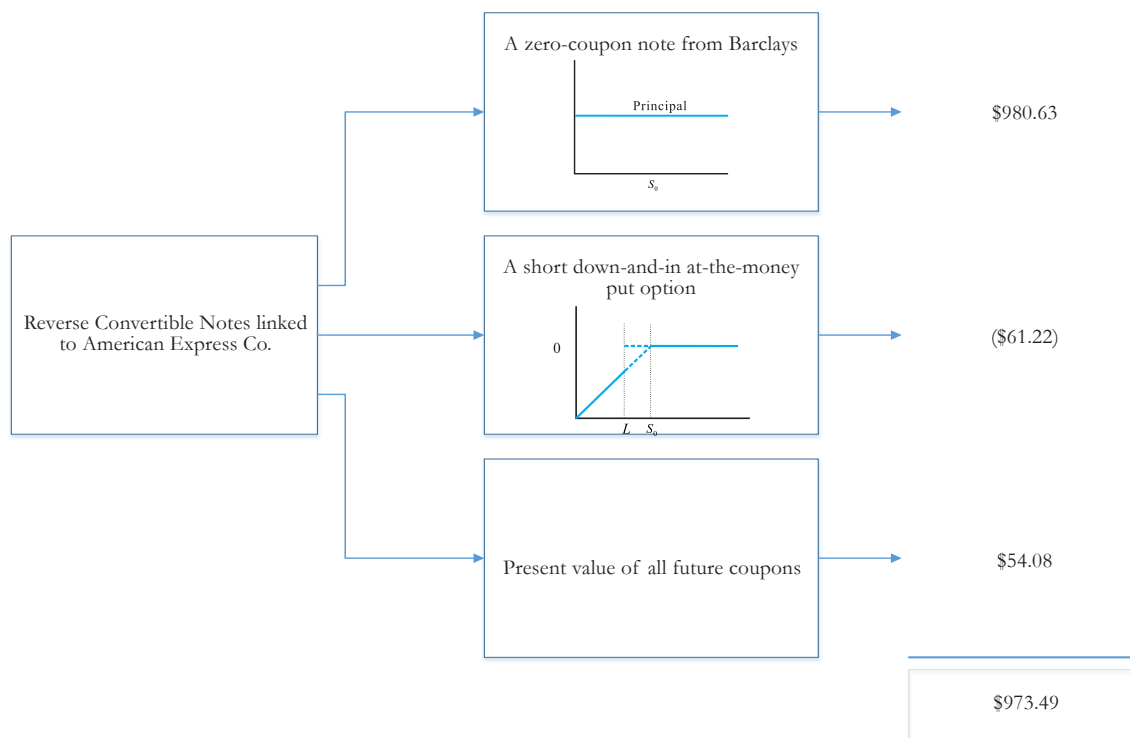 A zero-coupon note from Barclays
Principal
S₀
$980.63
Reverse Convertible Notes linked
to American Express Co.
A short down-and-in at-the-money
put option
0
L S₀
($61.22)
Present value of all future coupons
$54.08
$973.49